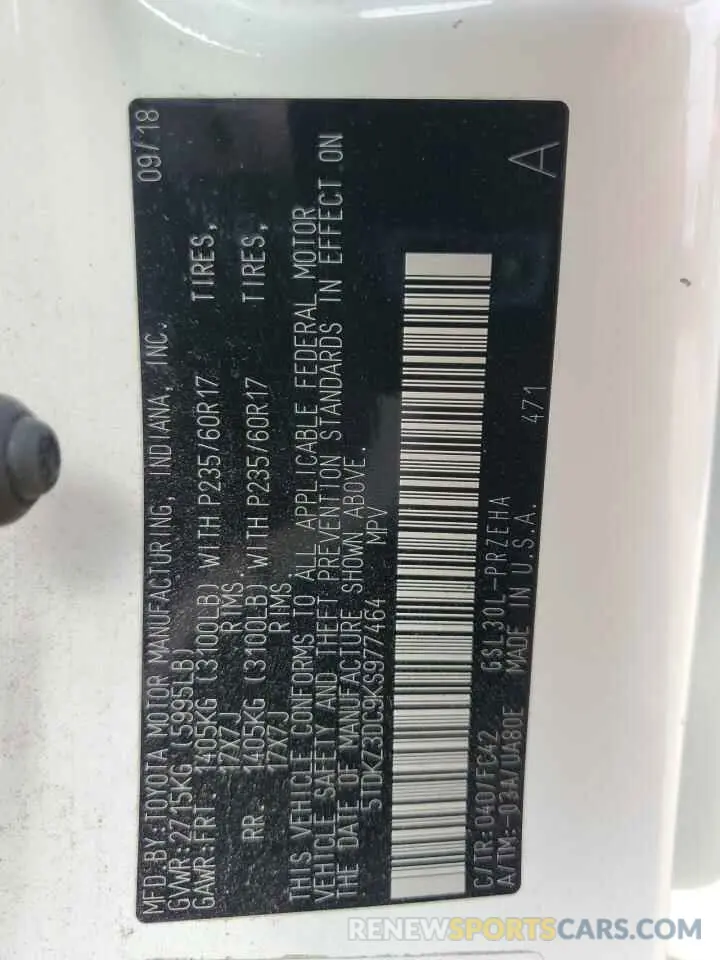 MFD BY:TOYOTA MOTOR MANUFACTURING, INDIANA, INC. 09/18
GVWR:2715KG (5995LB)
GAWR:FRT. 1405KG (3100LB) WITH P235/60R17 TIRES,
17X7J RIMS.
RR. 1405KG (3100LB) WITH P235/60R17 TIRES,
17X7J RIMS.
THIS VEHICLE CONFORMS TO ALL APPLICABLE FEDERAL MOTOR
VEHICLE SAFETY AND THEFT PREVENTION STANDARDS IN EFFECT ON
THE DATE OF MANUFACTURE SHOWN ABOVE.
5TDKZ3DC9KS977464 MPV
C/TR:040/FC42 GSL30L-PRZEHA 471 A
A/TM:-03A/UA80E MADE IN U.S.A.
RENEWSPORTSCARS.COM